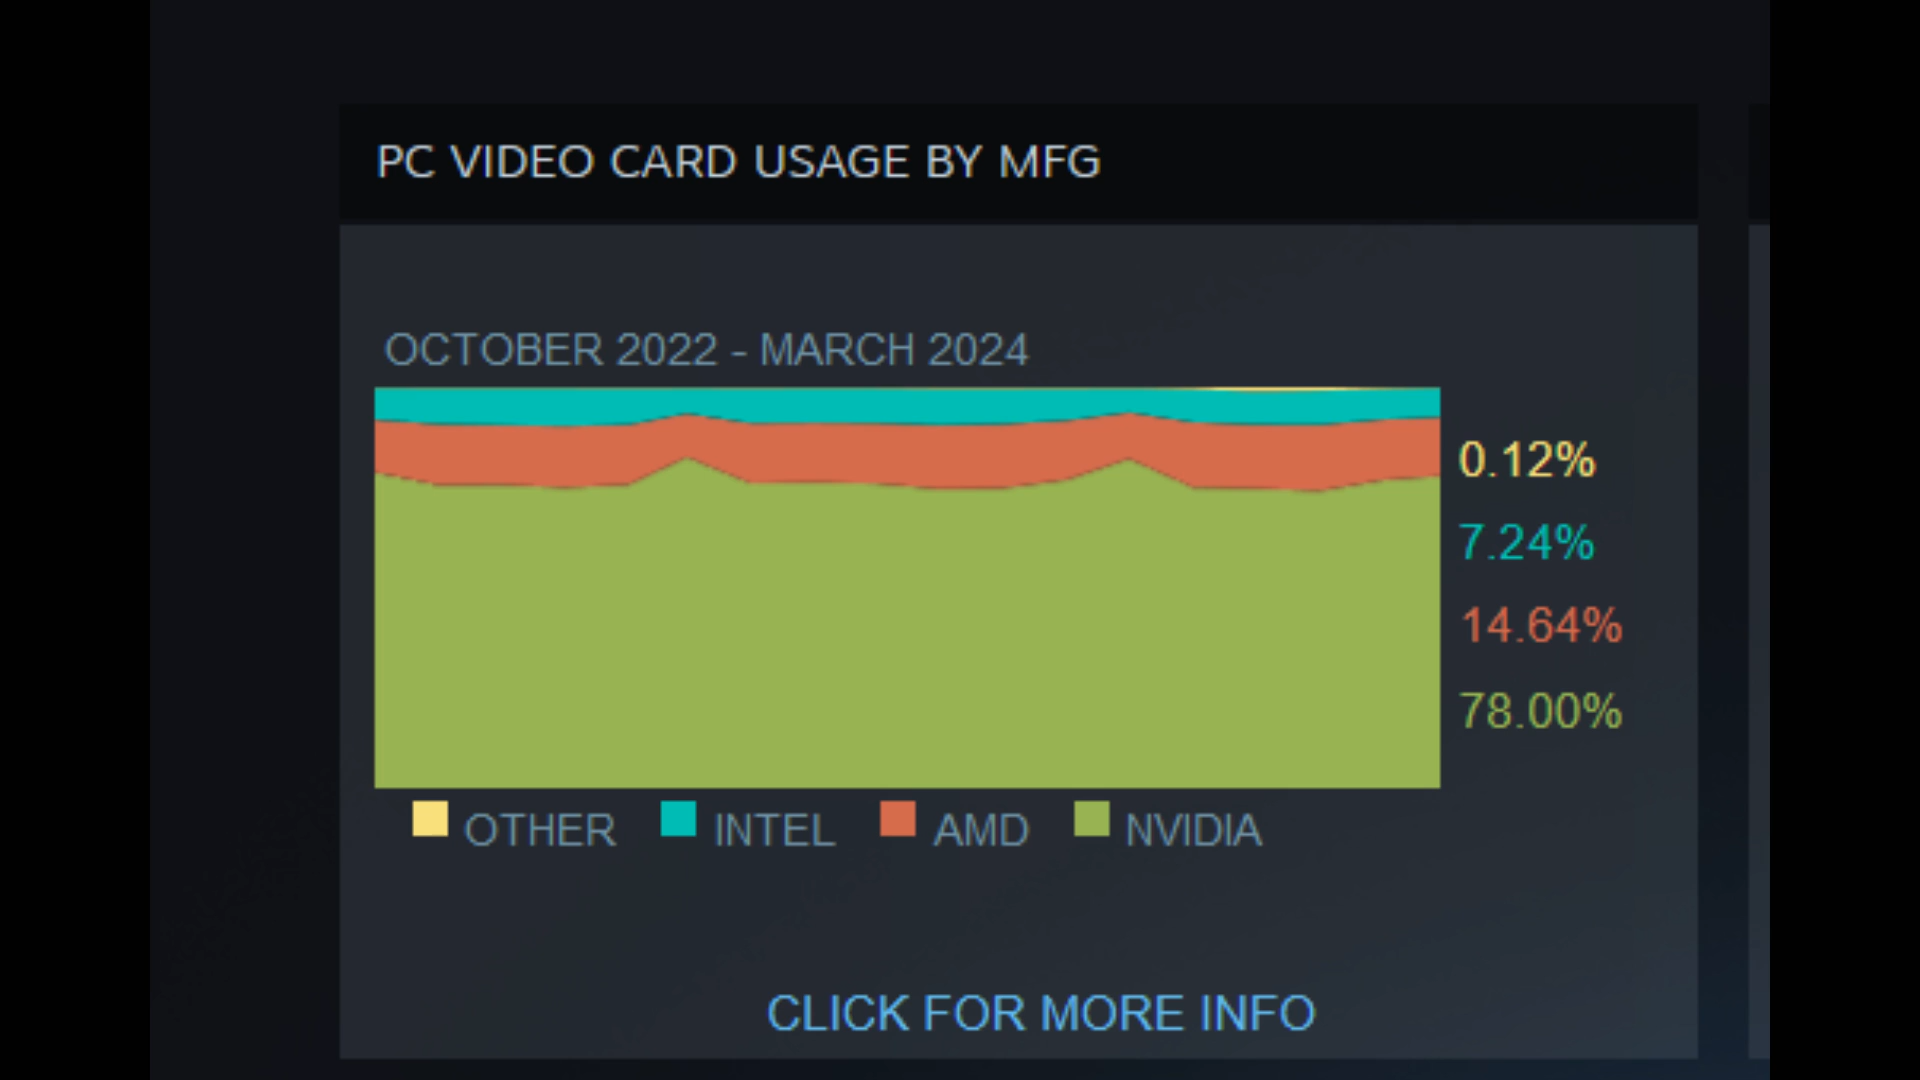 PC VIDEO CARD USAGE BY MFG
OCTOBER 2022 - MARCH 2024
0.12%
7.24%
14.64%
78.00%
OTHER INTEL AMD NVIDIA
CLICK FOR MORE INFO